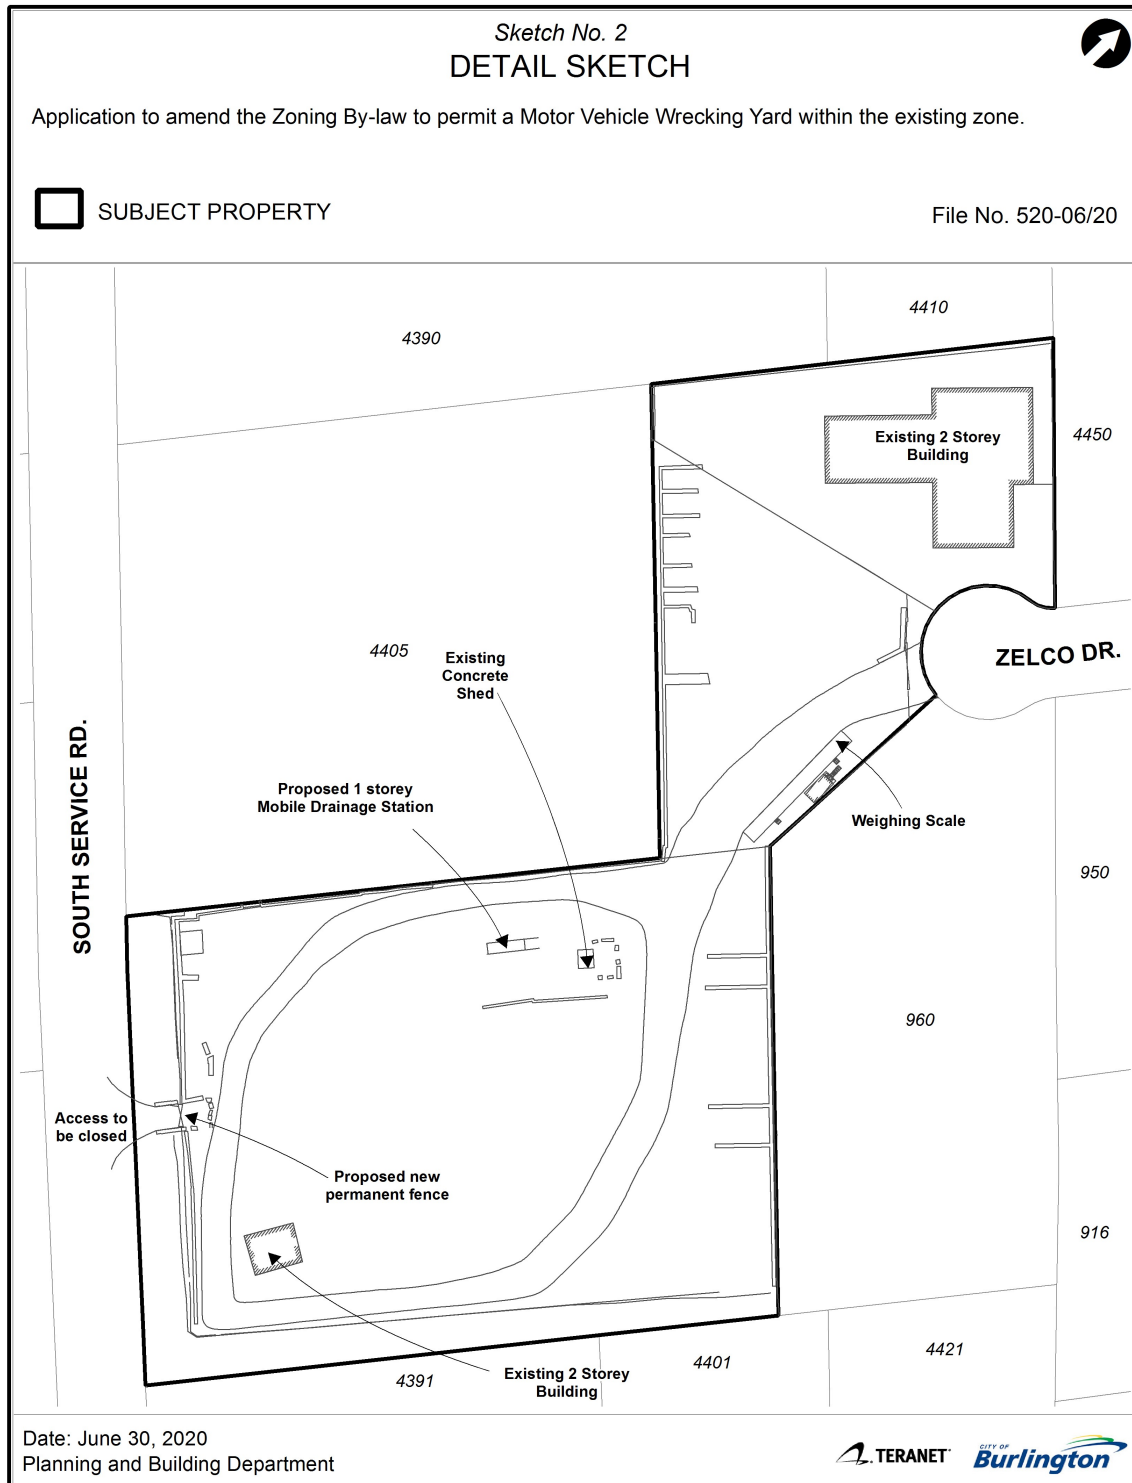 Sketch No. 2
DETAIL SKETCH
Application to amend the Zoning By-law to permit a Motor Vehicle Wrecking Yard within the existing zone.
SUBJECT PROPERTY
File No. 520-06/20
4410
4390
Existing 2 Storey
Building
4450
4405
Existing
Concrete
Shed
ZELCO DR.
SOUTH SERVICE RD.
Proposed 1 storey
Mobile Drainage Station
Weighing Scale
950
960
Access to
be closed
Proposed new
permanent fence
916
4421
4401
4391
Existing 2 Storey
Building
Date: June 30, 2020
Planning and Building Department
TERANET
CITY OF
Burlington